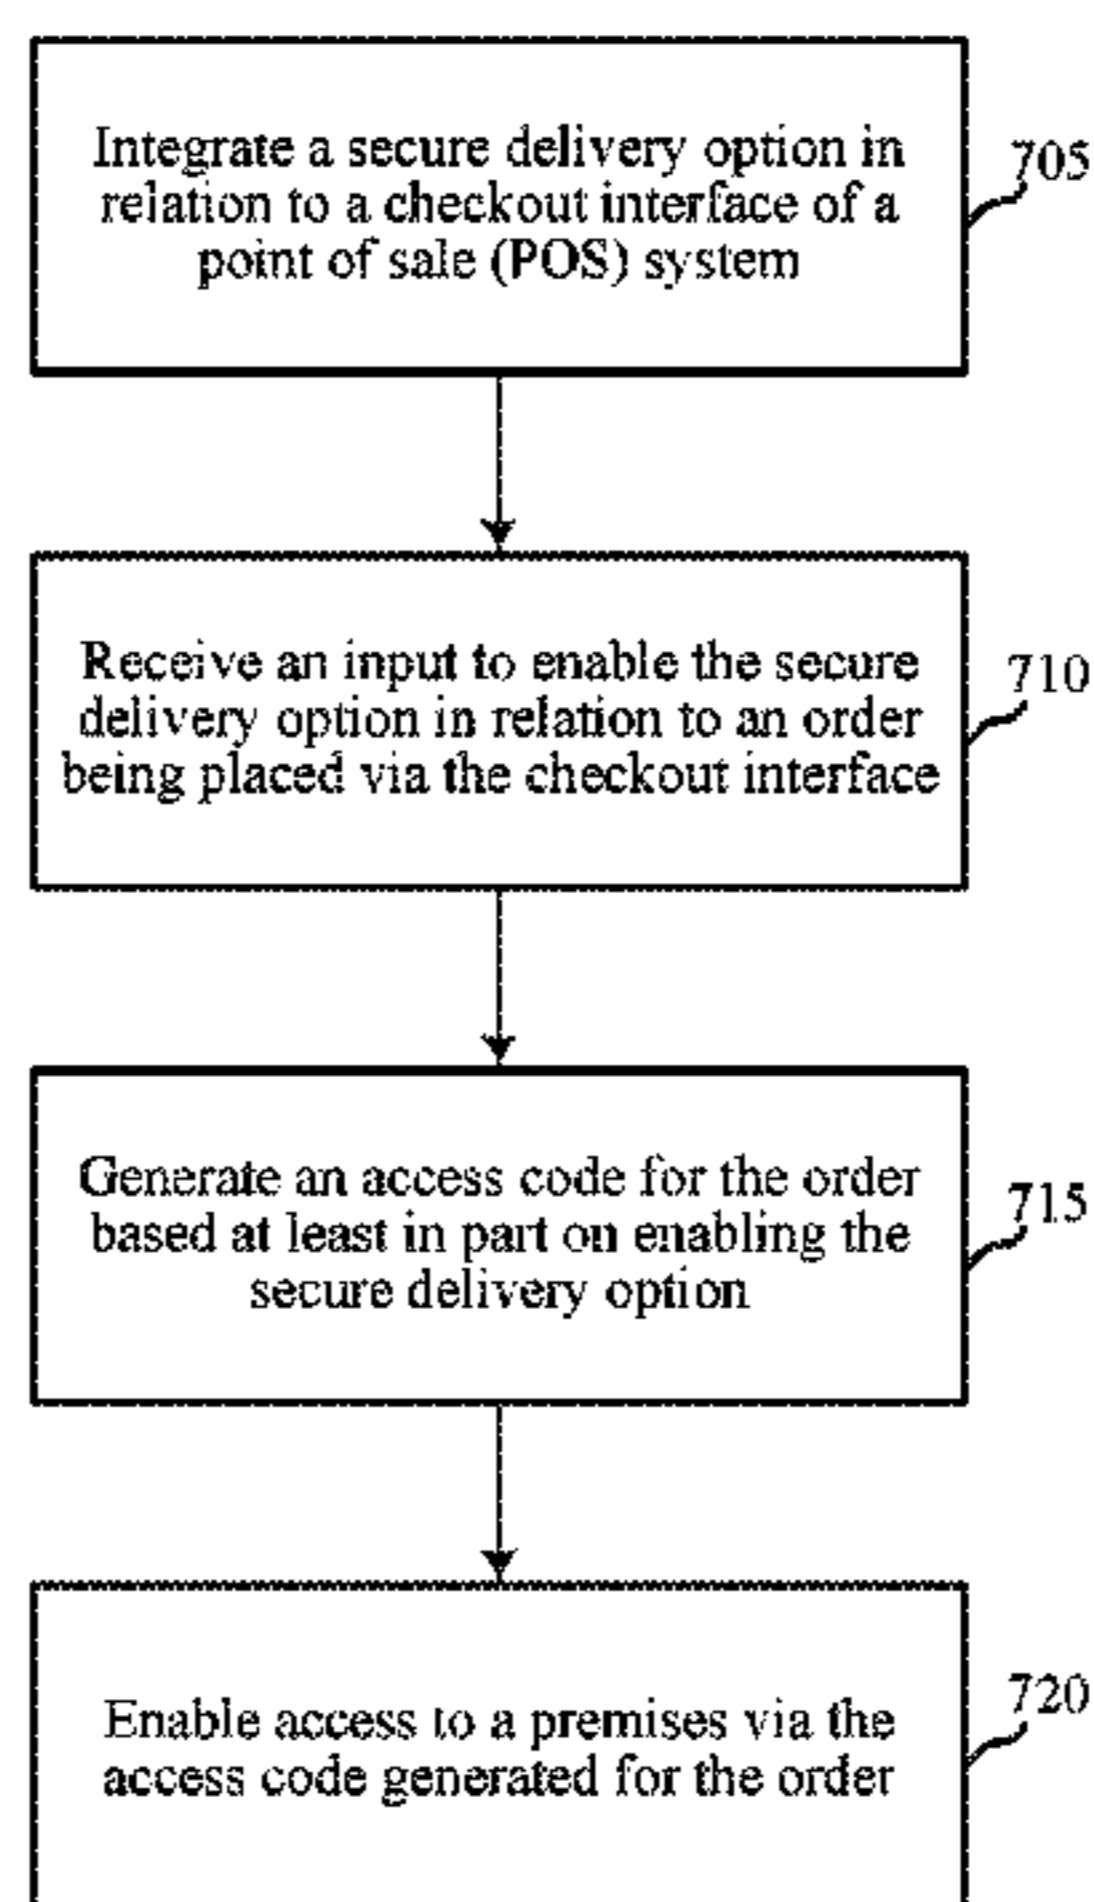 Integrate a secure delivery option in
relation to a checkout interface of a
point of sale (POS) system
705
Receive an input to enable the secure
delivery option in relation to an order
being placed via the checkout interface
710
Generate an access code for the order
based at least in part on enabling the
secure delivery option
715
Enable access to a premises via the
access code generated for the order
720